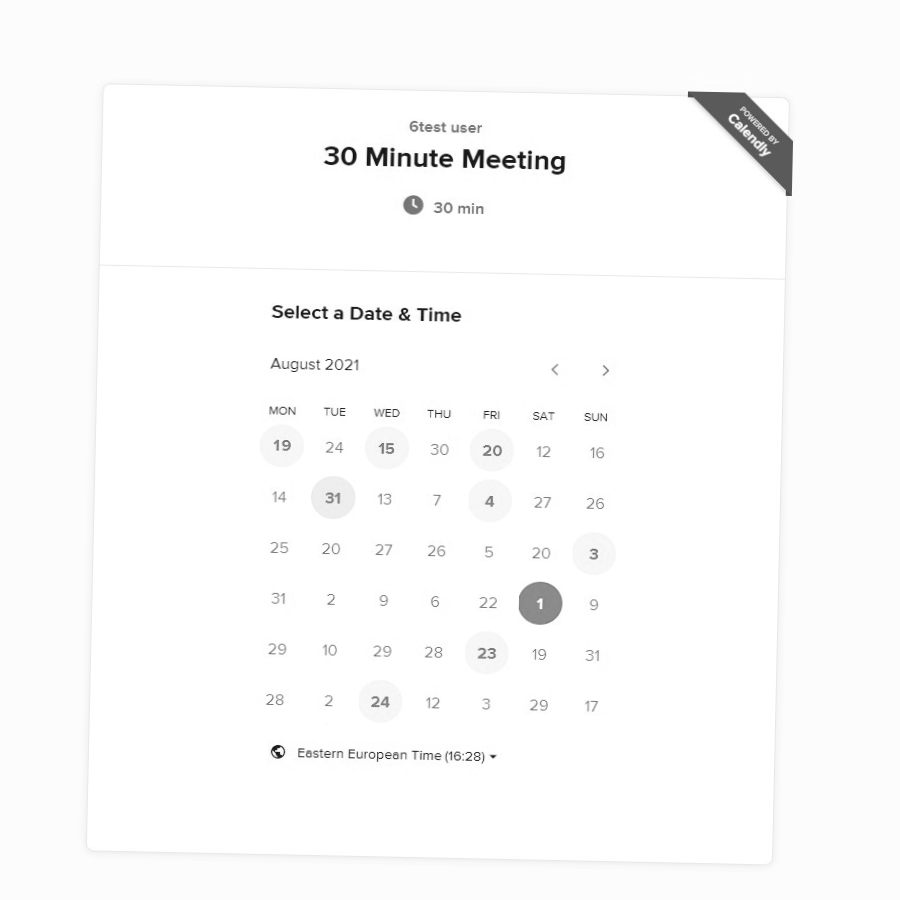 POWERED BY
Calendly
6test user
30 Minute Meeting
30 min
Select a Date & Time
August 2021
MON TUE WED THU FRI SAT SUN
19 24 15 30 20 12 16
14 31 13 7 4 27 26
25 20 27 26 5 20 3
31 2 9 6 22 1 9
29 10 29 28 23 19 31
28 2 24 12 3 29 17
Eastern European Time (16:28)